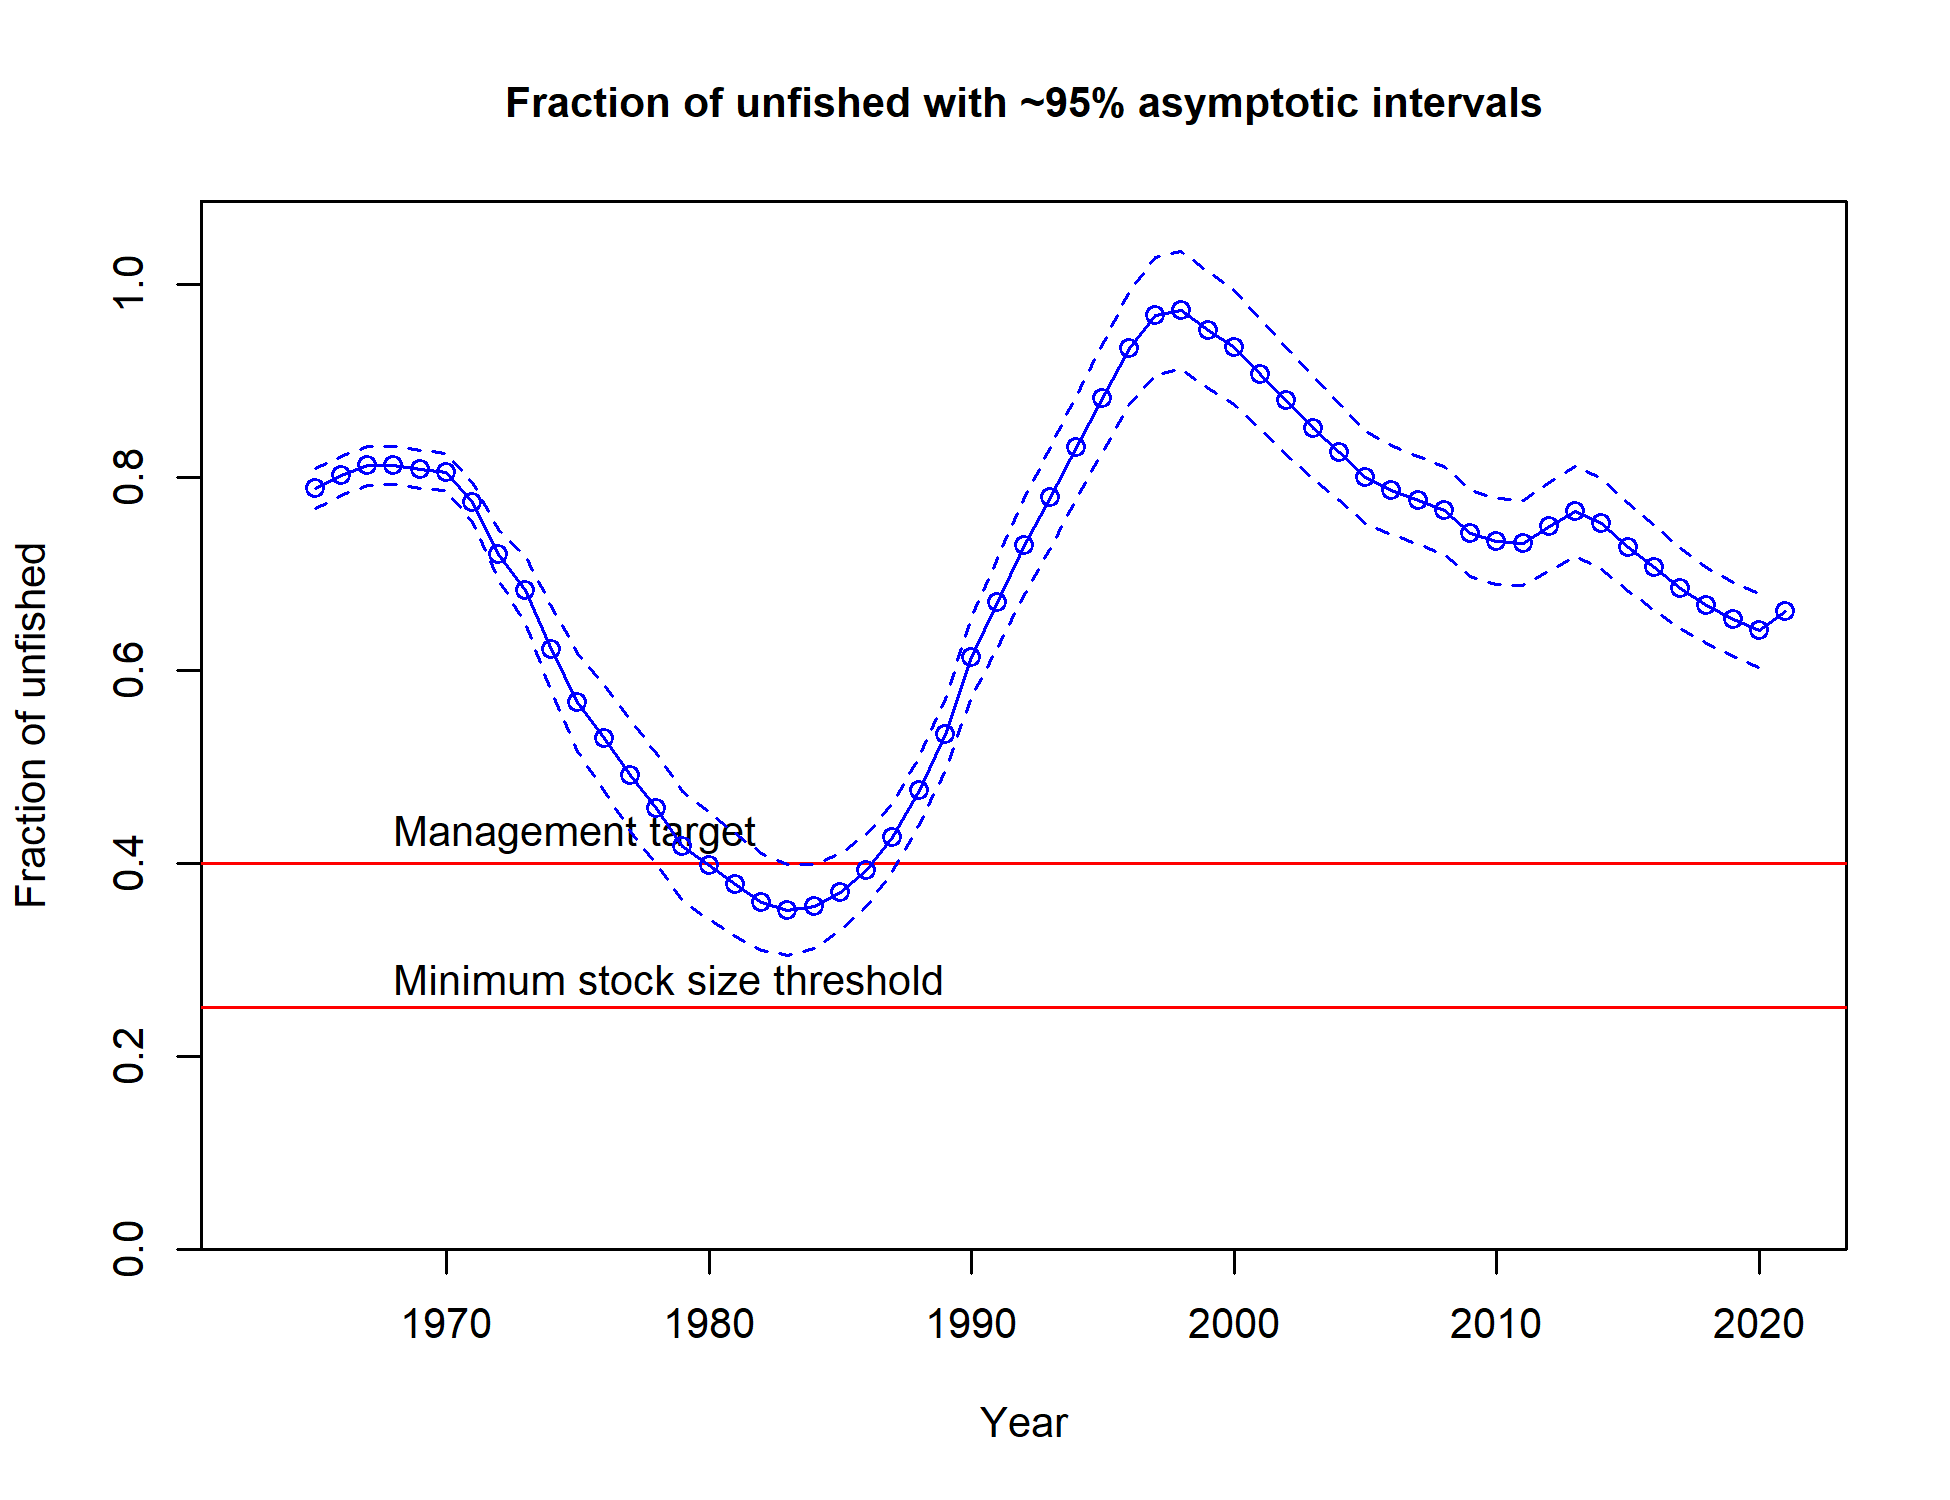 Fraction of unfished with ~95% asymptotic intervals
Fraction of unfished
1.0
0.8
0.6
0.4
0.2
0.0
Management target
Minimum stock size threshold
1970 1980 1990 2000 2010 2020
Year